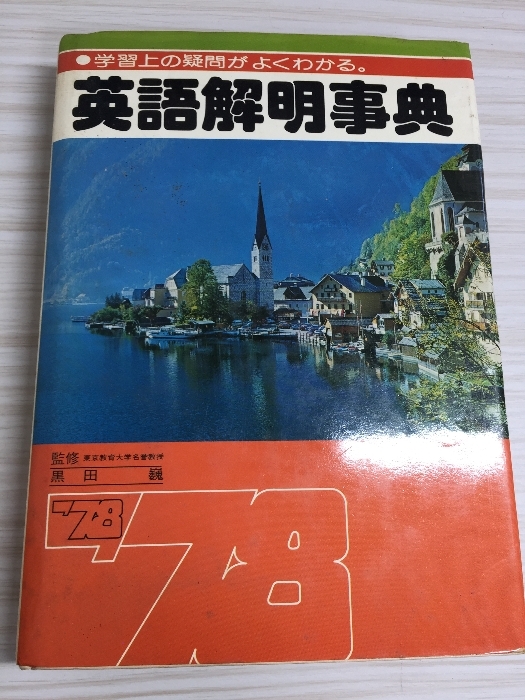 ●学習上の疑問がよくわかる。
英語解明事典
監修 東京教育大学名誉教授
黒田 巍
'78
'78